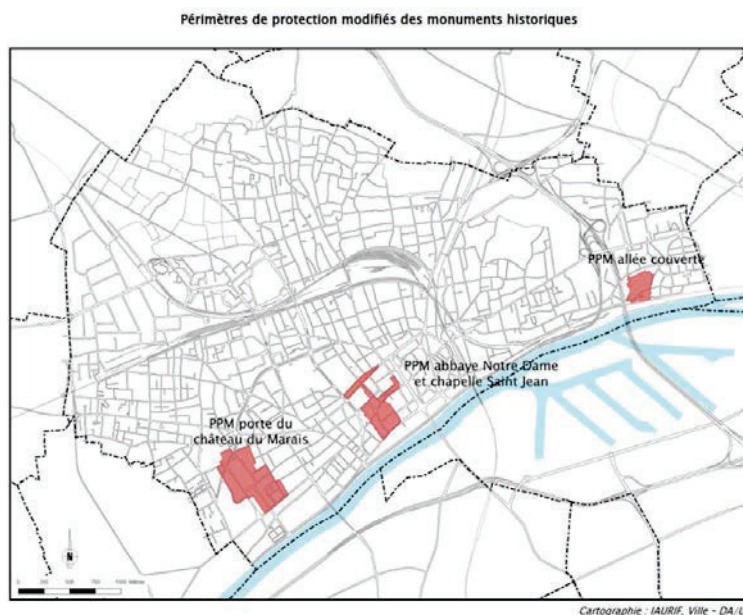 Périmètres de protection modifiés des monuments historiques
PPM allée couverte
PPM abbaye Notre Dame
et chapelle Saint Jean
PPM porte du
château du Marais
N
Cartographie : IAURIF, Ville - DA/U